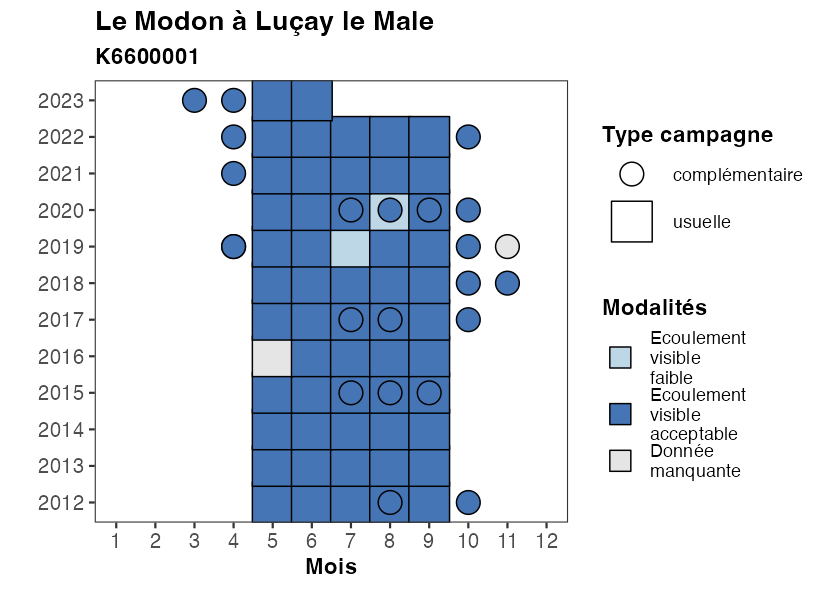 Le Modon à Luçay le Male
K6600001
2023
2022
2021
2020
2019
2018
2017
2016
2015
2014
2013
2012
1 2 3 4 5 6 7 8 9 10 11 12
Mois
Type campagne
complémentaire
usuelle
Modalités
Ecoulement
visible
faible
Ecoulement
visible
acceptable
Donnée
manquante